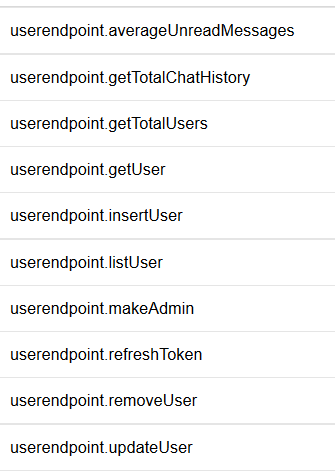 userendpoint.averageUnreadMessages
userendpoint.getTotalChatHistory
userendpoint.getTotalUsers
userendpoint.getUser
userendpoint.insertUser
userendpoint.listUser
userendpoint.makeAdmin
userendpoint.refreshToken
userendpoint.removeUser
userendpoint.updateUser